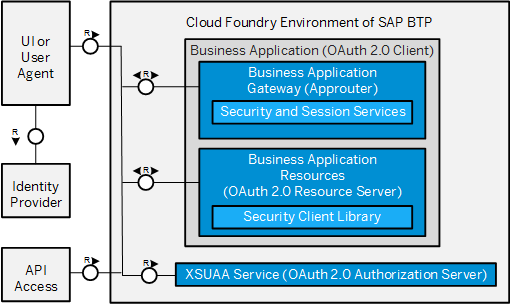 Cloud Foundry Environment of SAP BTP
UI or
User
Agent
R
R
Identity
Provider
API
Access
R
Business Application (OAuth 2.0 Client)
R
Business Application
Gateway (Approuter)
Security and Session Services
R
Business Application
Resources
(OAuth 2.0 Resource Server)
Security Client Library
R
XSUAA Service (OAuth 2.0 Authorization Server)